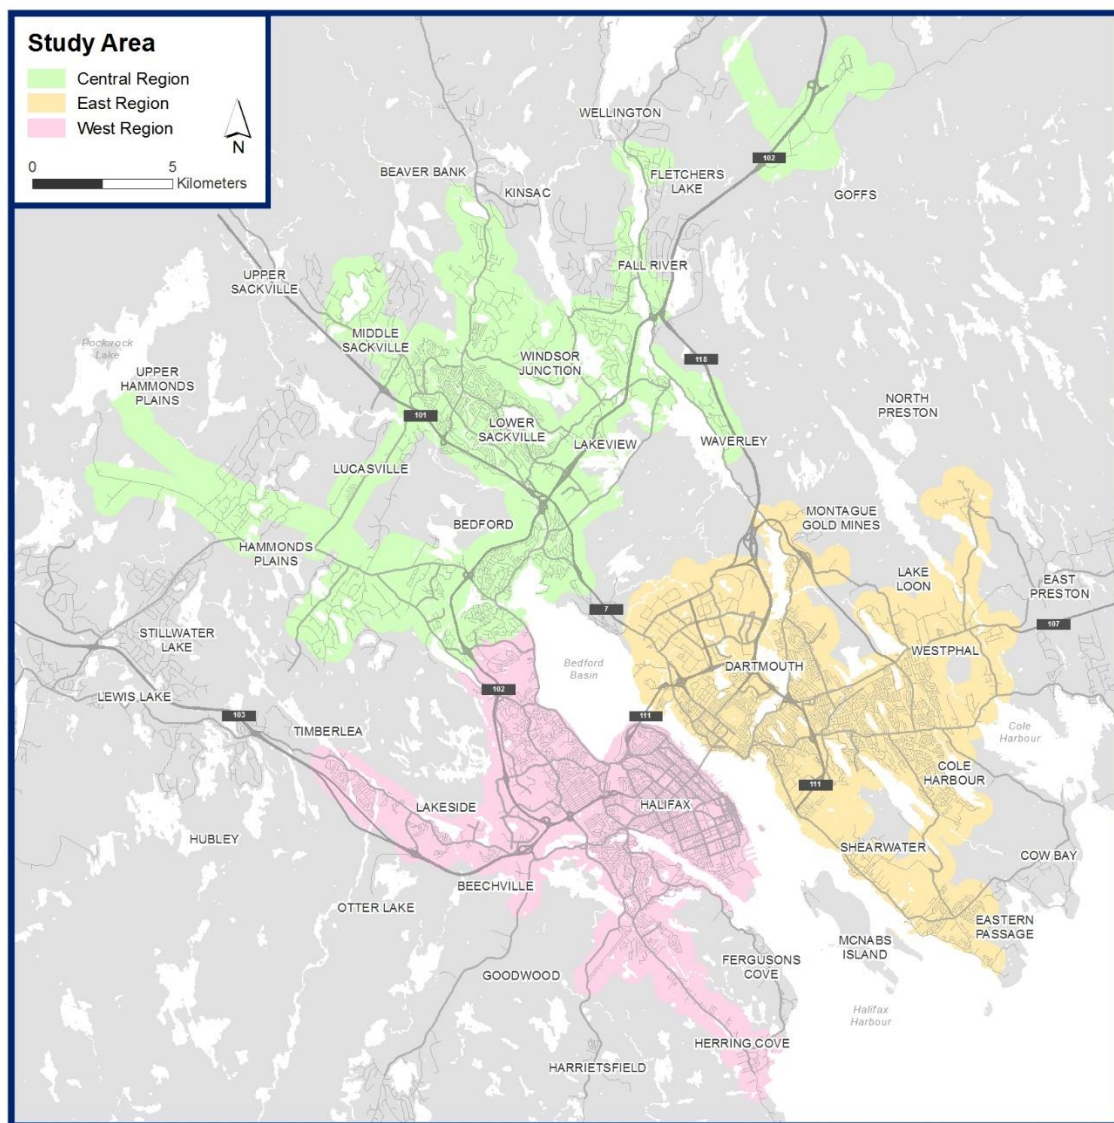 Study Area
Central Region
East Region
West Region
N
0
5
Kilometers
WELLINGTON
102
FLETCHERS
LAKE
BEAVER BANK
KINSAC
GOFFS
UPPER
SACKVILLE
FALL RIVER
MIDDLE
SACKVILLE
Pockwock
Lake
UPPER
HAMMONDS
PLAINS
WINDSOR
JUNCTION
118
NORTH
PRESTON
101
LOWER
SACKVILLE
LAKEVIEW
WAVERLEY
LUCASVILLE
BEDFORD
MONTAGUE
GOLD MINES
HAMMONDS
PLAINS
LAKE
LOON
EAST
PRESTON
7
107
STILLWATER
LAKE
WESTPHAL
Bedford
Basin
DARTMOUTH
LEWIS LAKE
102
103
111
TIMBERLEA
Cole
Harbour
COLE
HARBOUR
111
LAKESIDE
HALIFAX
HUBLEY
SHEARWATER
COW BAY
BEECHVILLE
OTTER LAKE
EASTERN
PASSAGE
MCNABS
ISLAND
FERGUSONS
COVE
GOODWOOD
Halifax
Harbour
HERRING COVE
HARRIETSFIELD